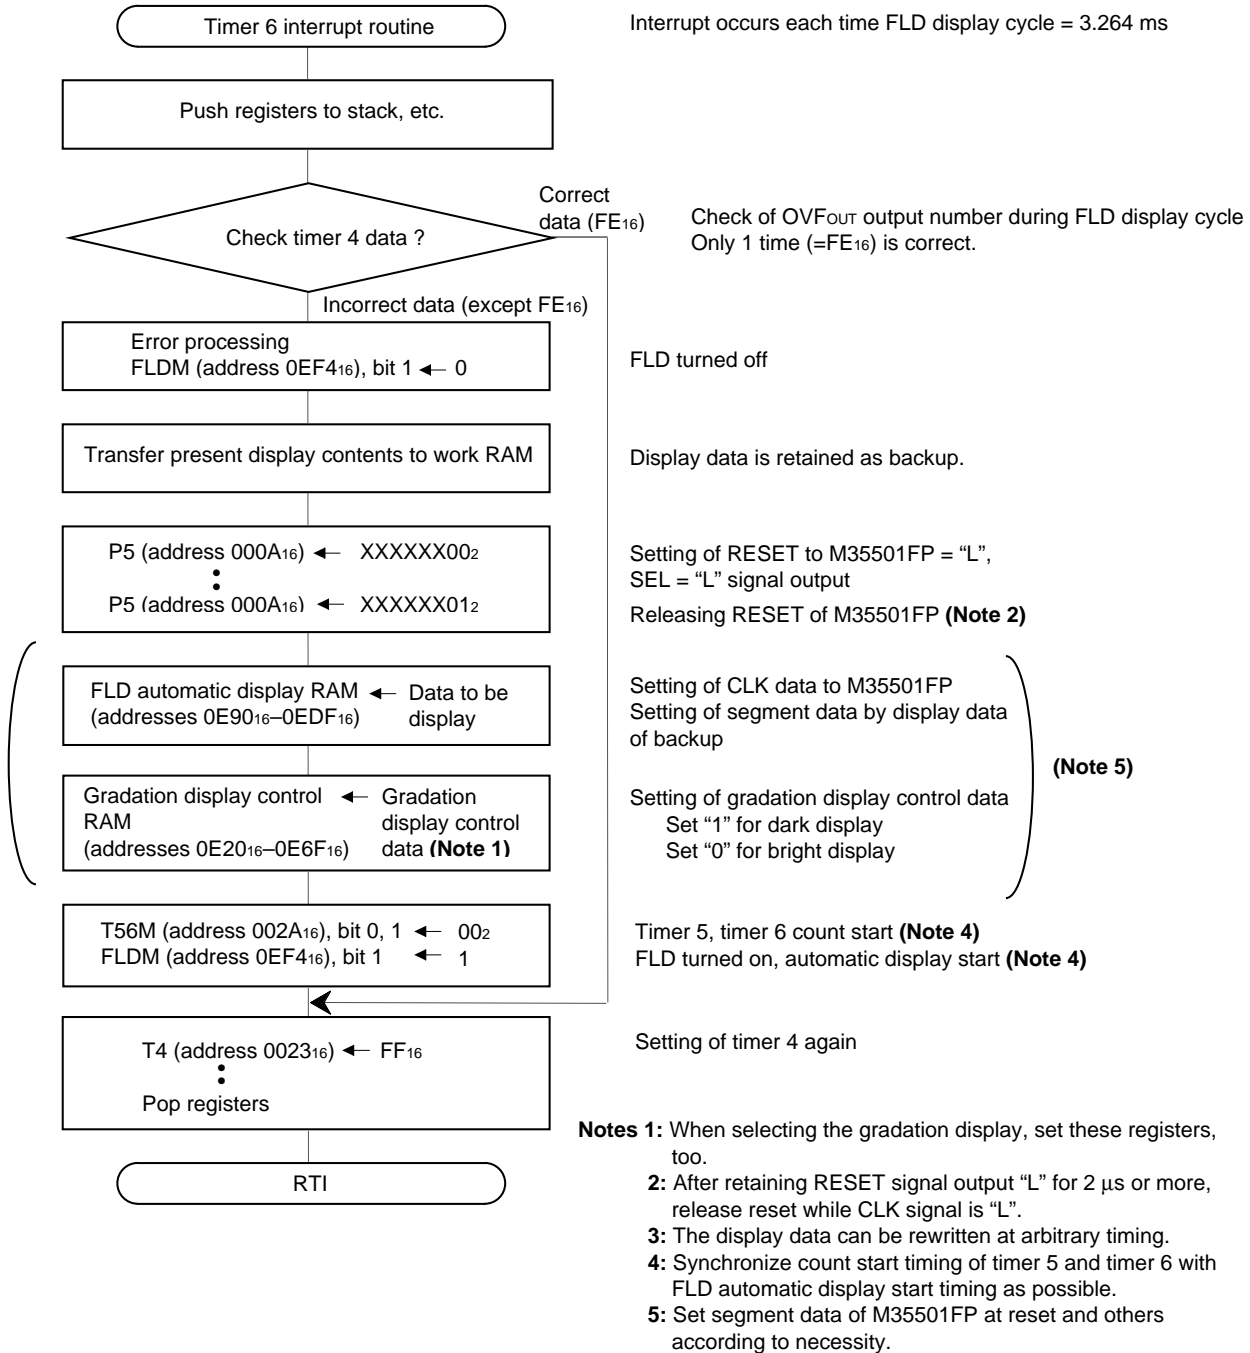 Timer 6 interrupt routine
Interrupt occurs each time FLD display cycle = 3.264 ms
Push registers to stack, etc.
Correct
data (FE16)
Check timer 4 data ?
Check of OVFOUT output number during FLD display cycle
Only 1 time (=FE16) is correct.
Incorrect data (except FE16)
Error processing
FLDM (address 0EF416), bit 1 ← 0
FLD turned off
Transfer present display contents to work RAM
Display data is retained as backup.
P5 (address 000A16) ← XXXXXX002
Setting of RESET to M35501FP = “L”,
SEL = “L” signal output
P5 (address 000A16) ← XXXXXX012
Releasing RESET of M35501FP (Note 2)
FLD automatic display RAM ← Data to be
(addresses 0E9016–0EDF16) display
Setting of CLK data to M35501FP
Setting of segment data by display data
of backup
(Note 5)
Gradation display control ← Gradation
RAM display control
(addresses 0E2016–0E6F16) data (Note 1)
Setting of gradation display control data
Set “1” for dark display
Set “0” for bright display
T56M (address 002A16), bit 0, 1 ← 002
FLDM (address 0EF416), bit 1 ← 1
Timer 5, timer 6 count start (Note 4)
FLD turned on, automatic display start (Note 4)
T4 (address 002316) ← FF16
Setting of timer 4 again
Pop registers
RTI
Notes 1: When selecting the gradation display, set these registers,
too.
2: After retaining RESET signal output “L” for 2 µs or more,
release reset while CLK signal is “L”.
3: The display data can be rewritten at arbitrary timing.
4: Synchronize count start timing of timer 5 and timer 6 with
FLD automatic display start timing as possible.
5: Set segment data of M35501FP at reset and others
according to necessity.